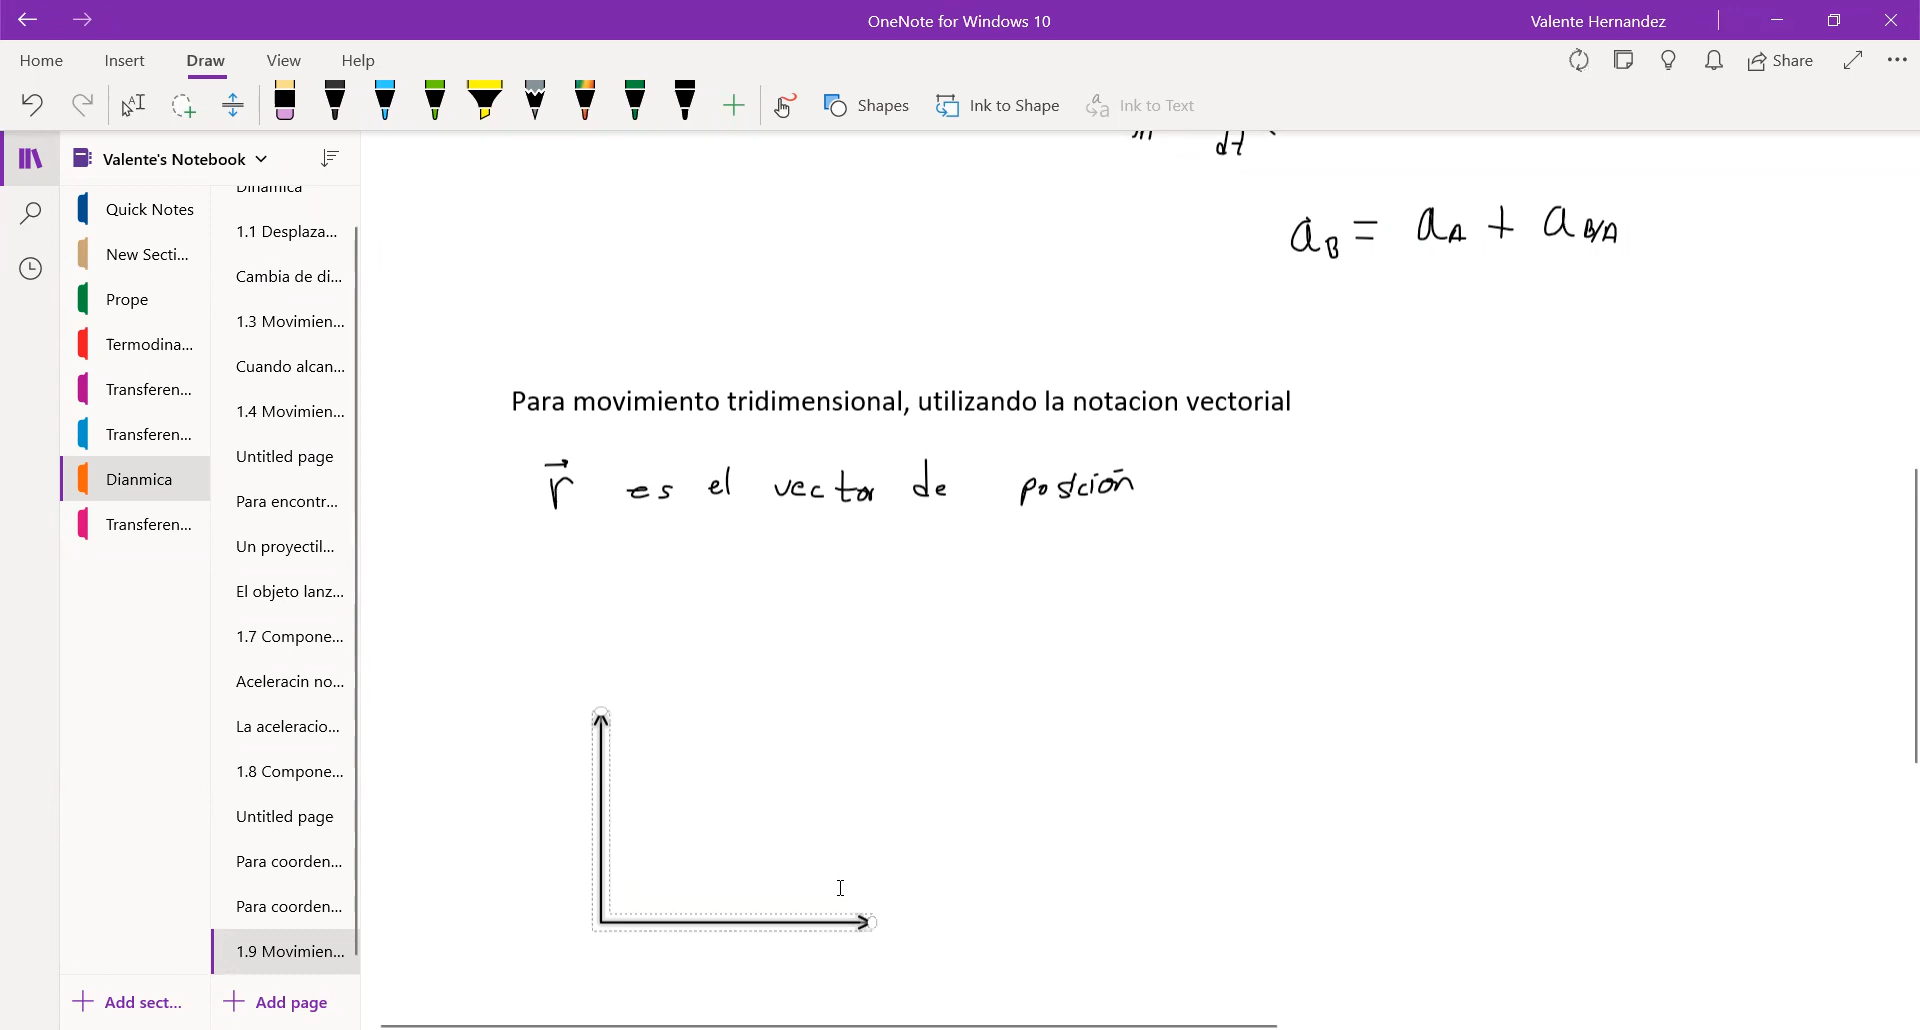 OneNote for Windows 10
Valente Hernandez
Home Insert Draw View Help
Share
Shapes Ink to Shape Ink to Text
Valente's Notebook
Quick Notes
New Secti...
Prope
Termodina...
Transferen...
Transferen...
Dianmica
Transferen...
Add sect...
Dinamica
1.1 Desplaza...
Cambia de di...
1.3 Movimien...
Cuando alcan...
1.4 Movimien...
Untitled page
Para encontr...
Un proyectil...
El objeto lanz...
1.7 Compone...
Aceleracin no...
La aceleracio...
1.8 Compone...
Untitled page
Para coorden...
Para coorden...
1.9 Movimien...
Add page
dt
a_B = a_A + a_B/A
Para movimiento tridimensional, utilizando la notacion vectorial
r⃗ es el vector de posición